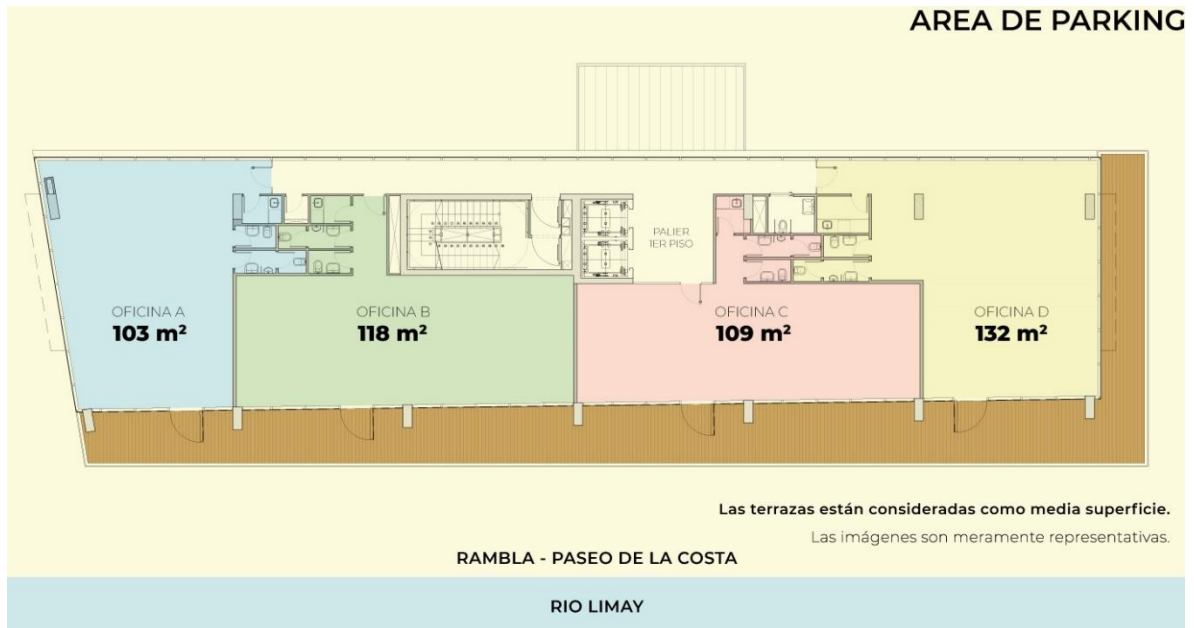 AREA DE PARKING
PALIER
1ER PISO
OFICINA A
103 m²
OFICINA B
118 m²
OFICINA C
109 m²
OFICINA D
132 m²
Las terrazas están consideradas como media superficie.
Las imágenes son meramente representativas.
RAMBLA - PASEO DE LA COSTA
RIO LIMAY